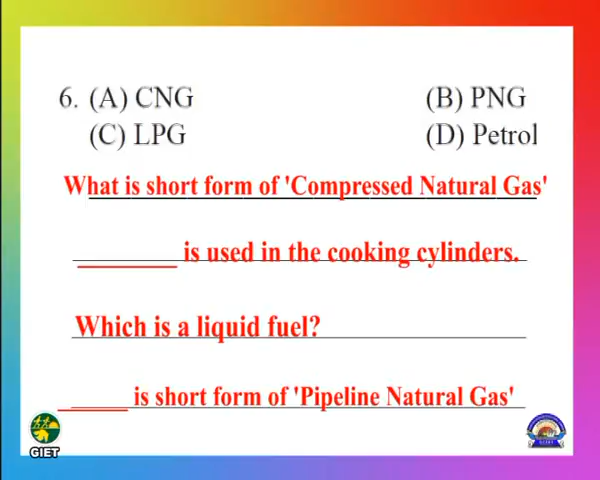 6. (A) CNG (B) PNG
(C) LPG (D) Petrol
What is short form of 'Compressed Natural Gas'
________ is used in the cooking cylinders.
Which is a liquid fuel?
______ is short form of 'Pipeline Natural Gas'
GIET